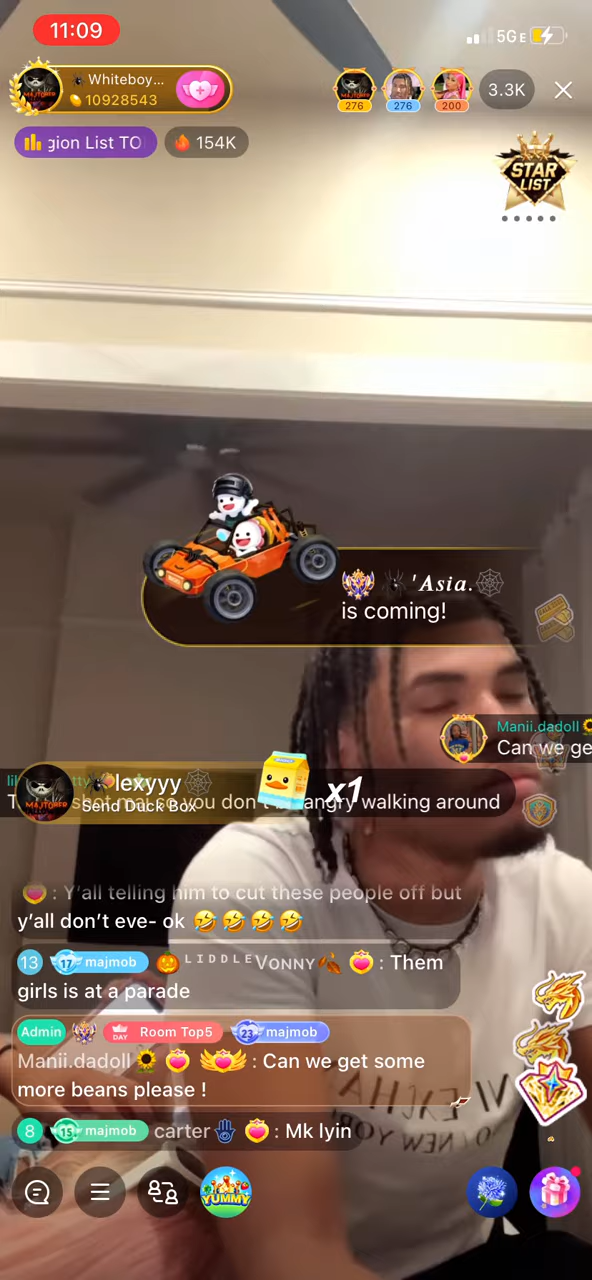 11:09
5G E
Whiteboy...
10928543
276
276
200
3.3K
gion List TO
154K
STAR
LIST
'Asia.
is coming!
Manii.dadoll
Can we ge
lexyyy
Send Duck Box
x1
you don't
angry walking around
: Y'all telling him to cut these people off but
y'all don't eve- ok 🤣🤣🤣🤣
13 17 majmob 🎃 ᴸᴵᴰᴰᴸᴱVᴏɴɴʏ🍂 : Them
girls is at a parade
Admin DAY Room Top5 23 majmob
Manii.dadoll🌻 : Can we get some
more beans please !
8 majmob carter : Mk lyin
YUMMY